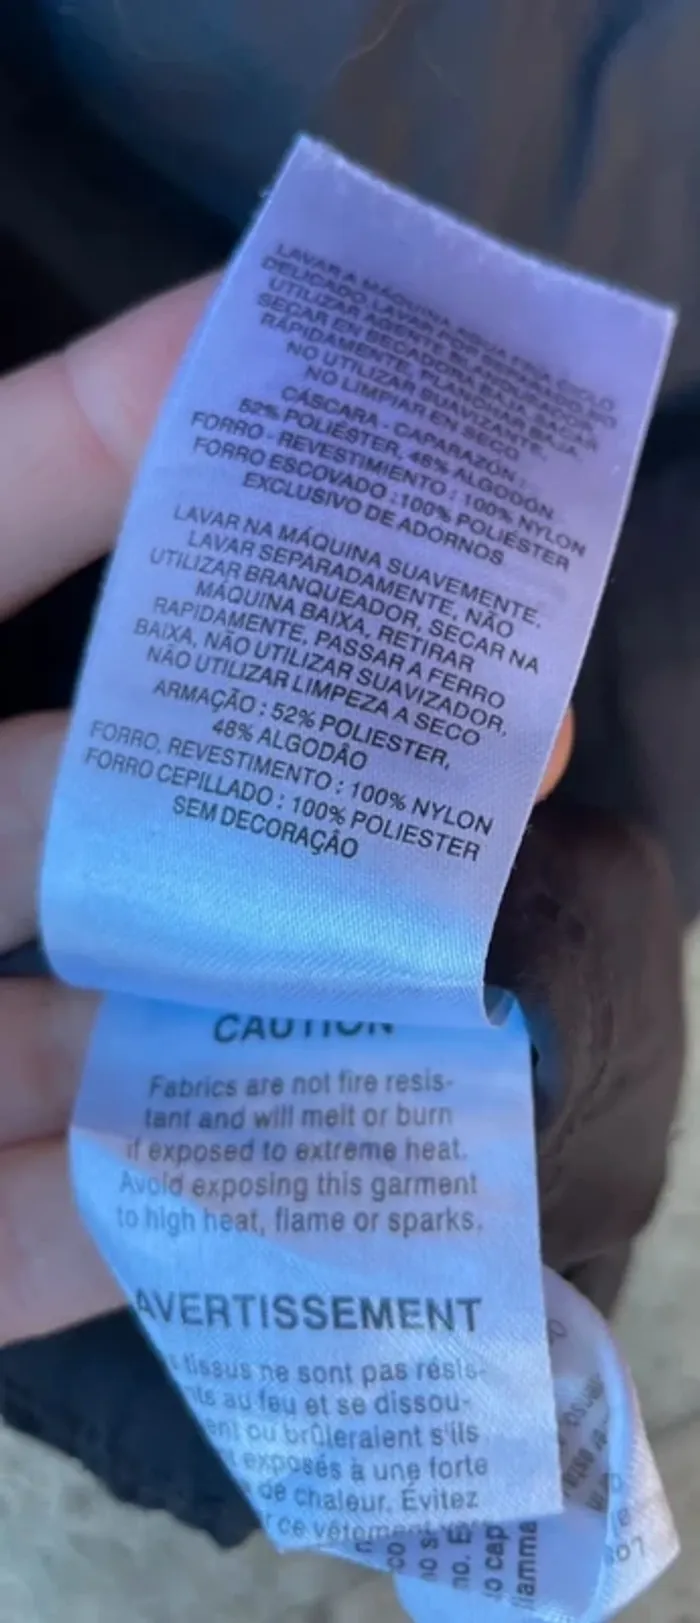 LAVAR A MÁQUINA AGUA FRIA CICLO
DELICADO, LAVAR POR SEPARADO, NO
UTILIZAR AGENTE BLANQUEADOR,
SECAR EN SECADORA BAJA, SACAR
RÁPIDAMENTE, PLANCHAR BAJA,
NO UTILIZAR SUAVIZANTE,
NO LIMPIAR EN SECO
CÁSCARA - CAPARAZÓN :
52% POLIÉSTER, 48% ALGODÓN
FORRO - REVESTIMIENTO : 100% NYLON
FORRO ESCOVADO :100% POLIÉSTER
EXCLUSIVO DE ADORNOS
LAVAR NA MÁQUINA SUAVEMENTE,
LAVAR SEPARADAMENTE, NÃO
UTILIZAR BRANQUEADOR, SECAR NA
MÁQUINA BAIXA, RETIRAR
RAPIDAMENTE, PASSAR A FERRO
BAIXA, NÃO UTILIZAR SUAVIZADOR,
NÃO UTILIZAR LIMPEZA A SECO
ARMAÇÃO : 52% POLIESTER,
48% ALGODÂO
FORRO, REVESTIMENTO : 100% NYLON
FORRO CEPILLADO : 100% POLIESTER
SEM DECORAÇÃO
CAUTION
Fabrics are not fire resis-
tant and will melt or burn
if exposed to extreme heat.
Avoid exposing this garment
to high heat, flame or sparks.
AVERTISSEMENT
tissus ne sont pas résis-
au feu et se dissou-
ou brûleraient s'ils
exposés à une forte
de chaleur. Évitez
ce vêtement